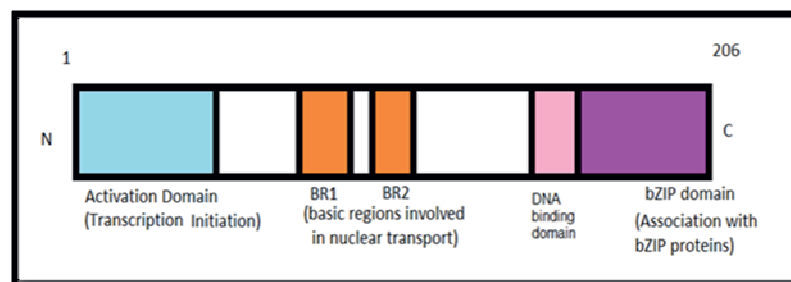 1
206
N
C
Activation Domain
(Transcription Initiation)
BR1
BR2
(basic regions involved
in nuclear transport)
DNA
binding
domain
bZIP domain
(Association with
bZIP proteins)